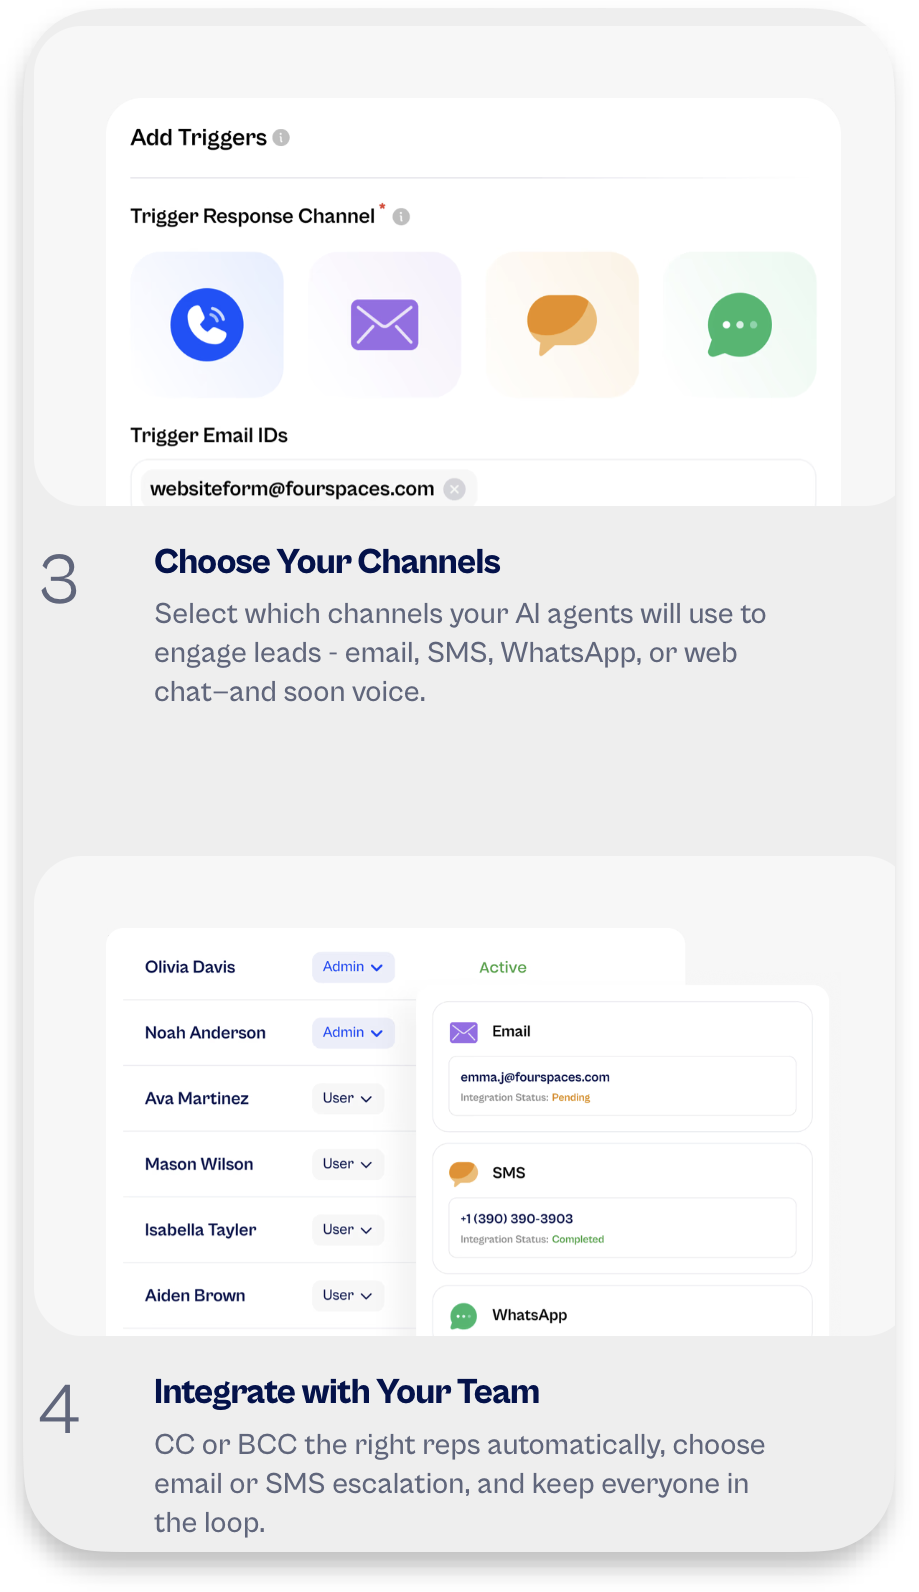 Add Triggers
Trigger Response Channel *
Trigger Email IDs
websiteform@fourspaces.com
3
Choose Your Channels
Select which channels your AI agents will use to
engage leads - email, SMS, WhatsApp, or web
chat—and soon voice.
Olivia Davis Admin Active
Noah Anderson Admin
Ava Martinez User
Mason Wilson User
Isabella Tayler User
Aiden Brown User
Email
emma.j@fourspaces.com
Integration Status: Pending
SMS
+1 (390) 390-3903
Integration Status: Completed
WhatsApp
4
Integrate with Your Team
CC or BCC the right reps automatically, choose
email or SMS escalation, and keep everyone in
the loop.